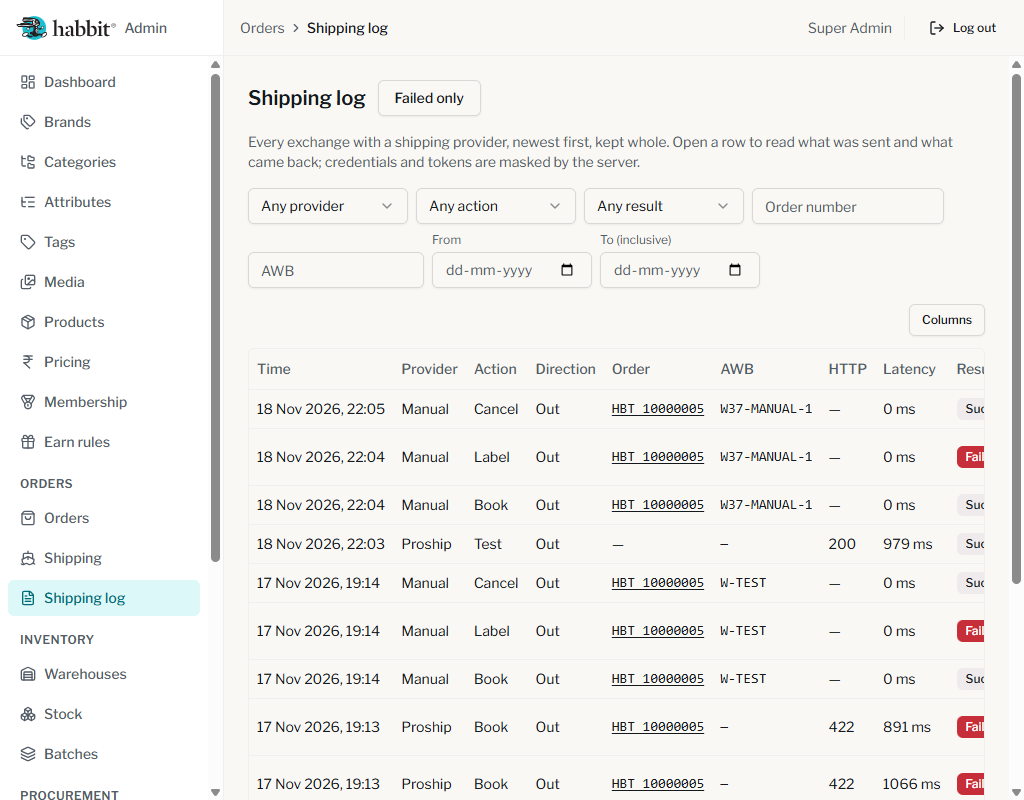 habbit® Admin
Orders > Shipping log
Super Admin
Log out
Dashboard
Brands
Categories
Attributes
Tags
Media
Products
Pricing
Membership
Earn rules
ORDERS
Orders
Shipping
Shipping log
INVENTORY
Warehouses
Stock
Batches
PROCUREMENT
Shipping log
Failed only
Every exchange with a shipping provider, newest first, kept whole. Open a row to read what was sent and what
came back; credentials and tokens are masked by the server.
Any provider Any action Any result Order number
From To (inclusive)
AWB dd-mm-yyyy dd-mm-yyyy
Columns
Time Provider Action Direction Order AWB HTTP Latency Resu
18 Nov 2026, 22:05 Manual Cancel Out HBT 10000005 W37-MANUAL-1 — 0 ms Suc
18 Nov 2026, 22:04 Manual Label Out HBT 10000005 W37-MANUAL-1 — 0 ms Fail
18 Nov 2026, 22:04 Manual Book Out HBT 10000005 W37-MANUAL-1 — 0 ms Suc
18 Nov 2026, 22:03 Proship Test Out — — 200 979 ms Suc
17 Nov 2026, 19:14 Manual Cancel Out HBT 10000005 W-TEST — 0 ms Suc
17 Nov 2026, 19:14 Manual Label Out HBT 10000005 W-TEST — 0 ms Fail
17 Nov 2026, 19:14 Manual Book Out HBT 10000005 W-TEST — 0 ms Suc
17 Nov 2026, 19:13 Proship Book Out HBT 10000005 — 422 891 ms Fail
17 Nov 2026, 19:13 Proship Book Out HBT 10000005 — 422 1066 ms Fail